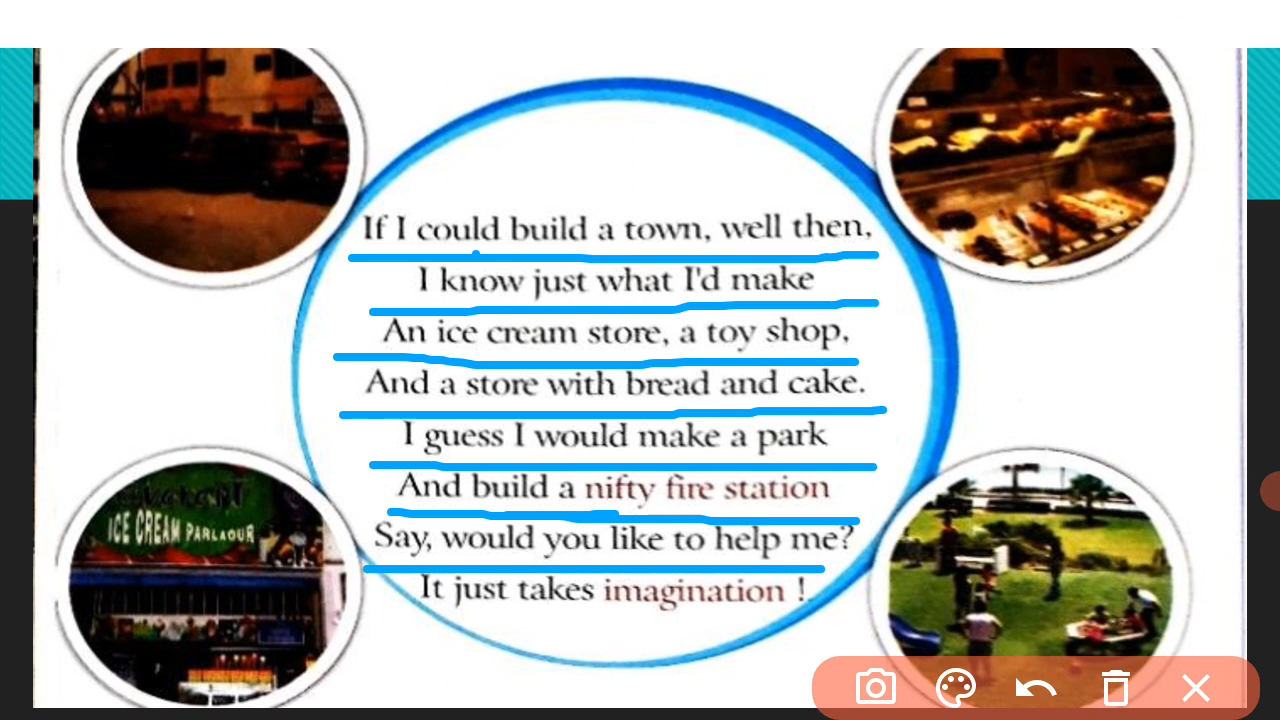 If I could build a town, well then,
I know just what I'd make
An ice cream store, a toy shop,
And a store with bread and cake.
I guess I would make a park
And build a nifty fire station
Say, would you like to help me?
It just takes imagination !
ICE CREAM PARLAOUR